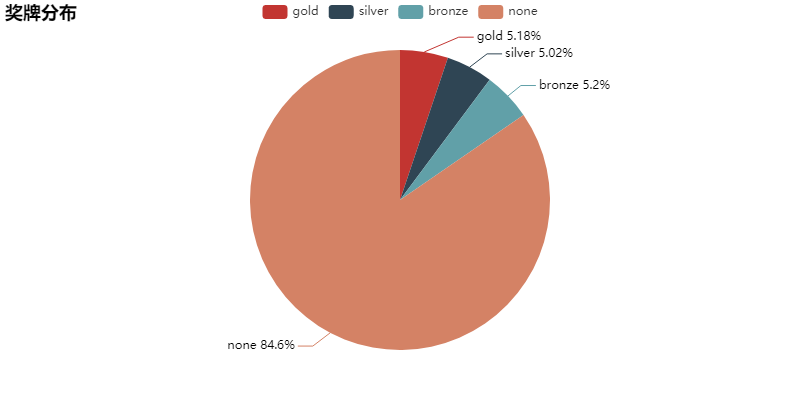 奖牌分布
gold silver bronze none
gold 5.18%
silver 5.02%
bronze 5.2%
none 84.6%